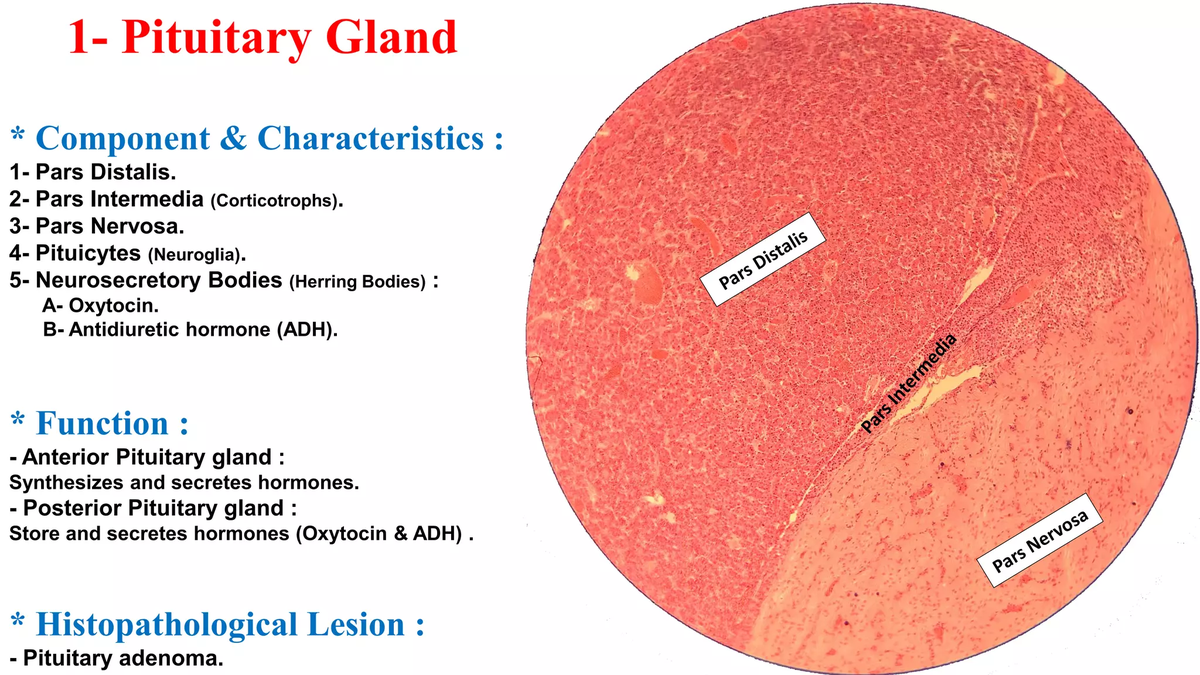 1- Pituitary Gland
* Component & Characteristics :
1- Pars Distalis.
2- Pars Intermedia (Corticotrophs).
3- Pars Nervosa.
4- Pituicytes (Neuroglia).
5- Neurosecretory Bodies (Herring Bodies) :
A- Oxytocin.
B- Antidiuretic hormone (ADH).
* Function :
- Anterior Pituitary gland :
Synthesizes and secretes hormones.
- Posterior Pituitary gland :
Store and secretes hormones (Oxytocin & ADH) .
* Histopathological Lesion :
- Pituitary adenoma.
Pars Distalis
Pars Intermedia
Pars Nervosa